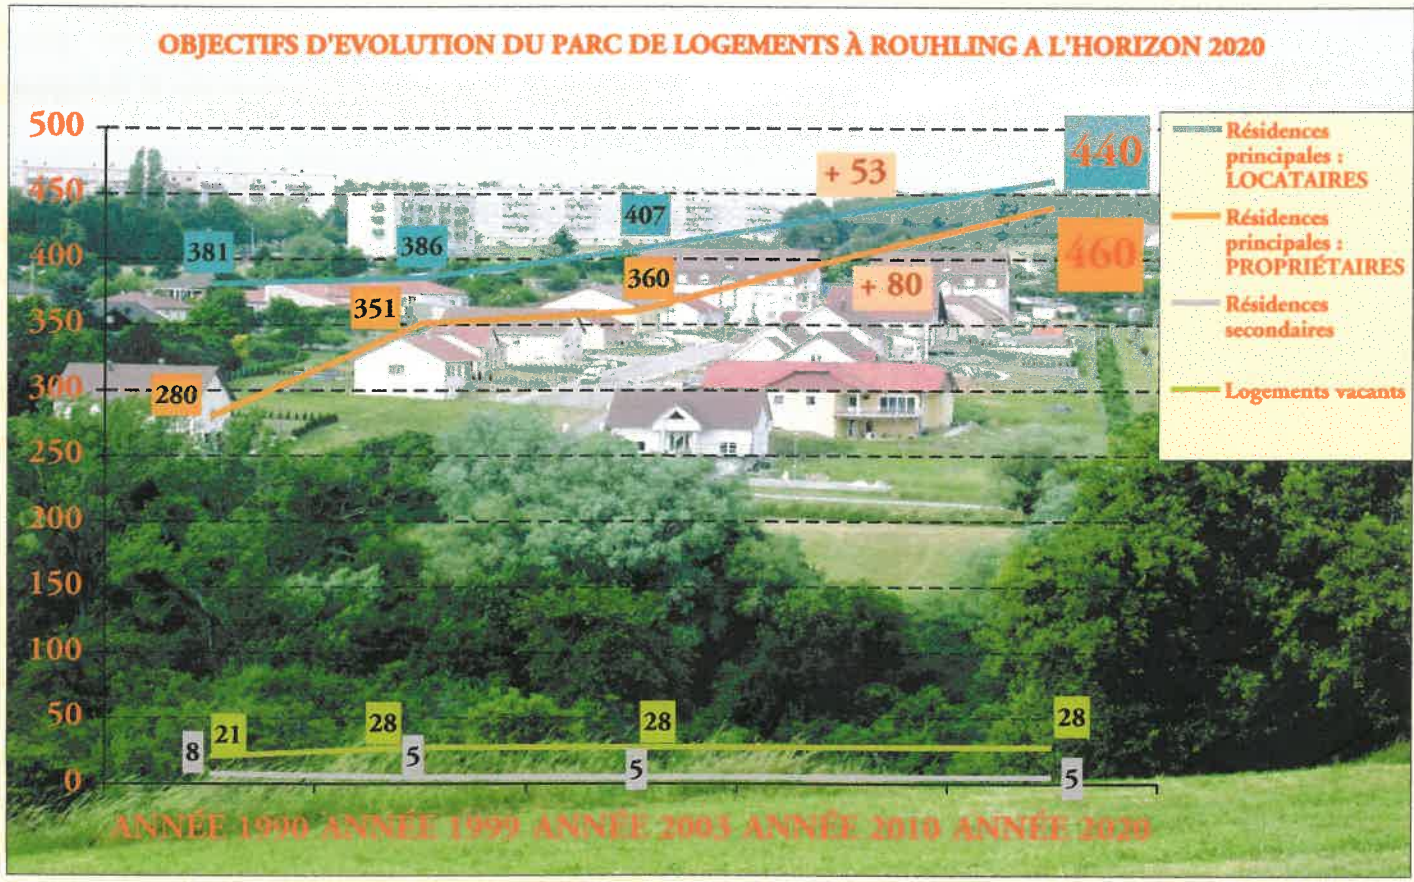 OBJECTIFS D'EVOLUTION DU PARC DE LOGEMENTS À ROUHLING A L'HORIZON 2020
500
450
400
350
300
250
200
150
100
50
0
381
386
407
+ 53
440
280
351
360
+ 80
460
21
28
28
28
8
5
5
5
ANNÉE 1990 ANNÉE 1999 ANNÉE 2003 ANNÉE 2010 ANNÉE 2020
Résidences
principales :
LOCATAIRES
Résidences
principales :
PROPRIÉTAIRES
Résidences
secondaires
Logements vacants